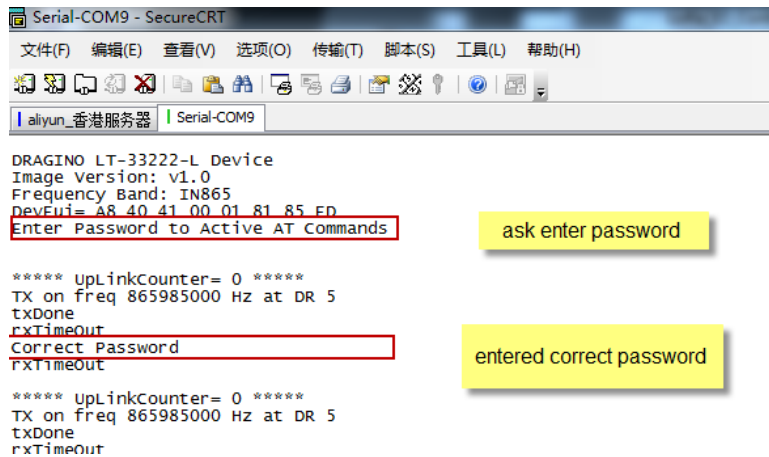 Serial-COM9 - SecureCRT
文件(F) 编辑(E) 查看(V) 选项(O) 传输(T) 脚本(S) 工具(L) 帮助(H)
aliyun_香港服务器 Serial-COM9
DRAGINO LT-33222-L Device
Image Version: v1.0
Frequency Band: IN865
DevEui= A8 40 41 00 01 81 85 ED
Enter Password to Active AT Commands
ask enter password
***** UpLinkCounter= 0 *****
TX on freq 865985000 Hz at DR 5
txDone
rxTimeOut
Correct Password
entered correct password
rxTimeOut
***** UpLinkCounter= 0 *****
TX on freq 865985000 Hz at DR 5
txDone
rxTimeOut